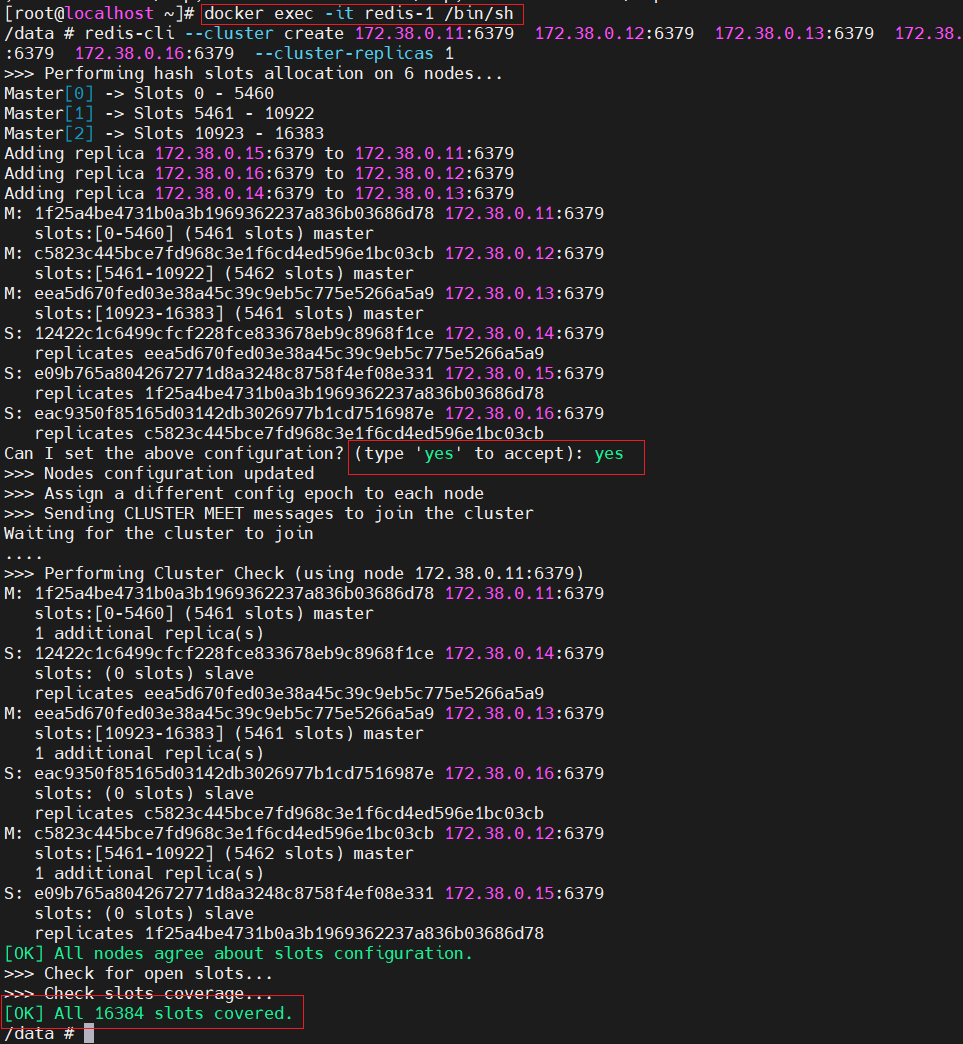 [root@localhost ~]# docker exec -it redis-1 /bin/sh
/data # redis-cli --cluster create 172.38.0.11:6379  172.38.0.12:6379  172.38.0.13:6379  172.38.
:6379  172.38.0.16:6379  --cluster-replicas 1
>>> Performing hash slots allocation on 6 nodes...
Master[0] -> Slots 0 - 5460
Master[1] -> Slots 5461 - 10922
Master[2] -> Slots 10923 - 16383
Adding replica 172.38.0.15:6379 to 172.38.0.11:6379
Adding replica 172.38.0.16:6379 to 172.38.0.12:6379
Adding replica 172.38.0.14:6379 to 172.38.0.13:6379
M: 1f25a4be4731b0a3b1969362237a836b03686d78 172.38.0.11:6379
   slots:[0-5460] (5461 slots) master
M: c5823c445bce7fd968c3e1f6cd4ed596e1bc03cb 172.38.0.12:6379
   slots:[5461-10922] (5462 slots) master
M: eea5d670fed03e38a45c39c9eb5c775e5266a5a9 172.38.0.13:6379
   slots:[10923-16383] (5461 slots) master
S: 12422c1c6499cfcf228fce833678eb9c8968f1ce 172.38.0.14:6379
   replicates eea5d670fed03e38a45c39c9eb5c775e5266a5a9
S: e09b765a8042672771d8a3248c8758f4ef08e331 172.38.0.15:6379
   replicates 1f25a4be4731b0a3b1969362237a836b03686d78
S: eac9350f85165d03142db3026977b1cd7516987e 172.38.0.16:6379
   replicates c5823c445bce7fd968c3e1f6cd4ed596e1bc03cb
Can I set the above configuration? (type 'yes' to accept): yes
>>> Nodes configuration updated
>>> Assign a different config epoch to each node
>>> Sending CLUSTER MEET messages to join the cluster
Waiting for the cluster to join
....
>>> Performing Cluster Check (using node 172.38.0.11:6379)
M: 1f25a4be4731b0a3b1969362237a836b03686d78 172.38.0.11:6379
   slots:[0-5460] (5461 slots) master
   1 additional replica(s)
S: 12422c1c6499cfcf228fce833678eb9c8968f1ce 172.38.0.14:6379
   slots: (0 slots) slave
   replicates eea5d670fed03e38a45c39c9eb5c775e5266a5a9
M: eea5d670fed03e38a45c39c9eb5c775e5266a5a9 172.38.0.13:6379
   slots:[10923-16383] (5461 slots) master
   1 additional replica(s)
S: eac9350f85165d03142db3026977b1cd7516987e 172.38.0.16:6379
   slots: (0 slots) slave
   replicates c5823c445bce7fd968c3e1f6cd4ed596e1bc03cb
M: c5823c445bce7fd968c3e1f6cd4ed596e1bc03cb 172.38.0.12:6379
   slots:[5461-10922] (5462 slots) master
   1 additional replica(s)
S: e09b765a8042672771d8a3248c8758f4ef08e331 172.38.0.15:6379
   slots: (0 slots) slave
   replicates 1f25a4be4731b0a3b1969362237a836b03686d78
[OK] All nodes agree about slots configuration.
>>> Check for open slots...
>>> Check slots coverage...
[OK] All 16384 slots covered.
/data #